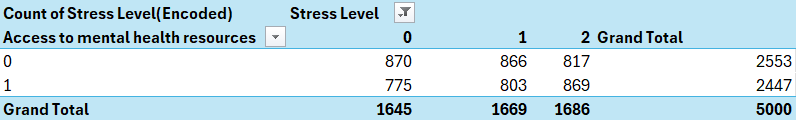 Count of Stress Level(Encoded) Stress Level
Access to mental health resources 0 1 2 Grand Total
0 870 866 817 2553
1 775 803 869 2447
Grand Total 1645 1669 1686 5000